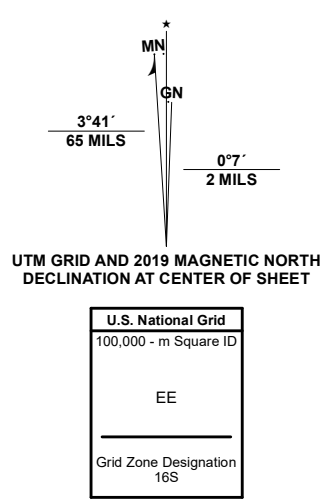 MN
GN
3°41´
65 MILS
0°7´
2 MILS
UTM GRID AND 2019 MAGNETIC NORTH
DECLINATION AT CENTER OF SHEET
U.S. National Grid
100,000 - m Square ID
EE
Grid Zone Designation
16S